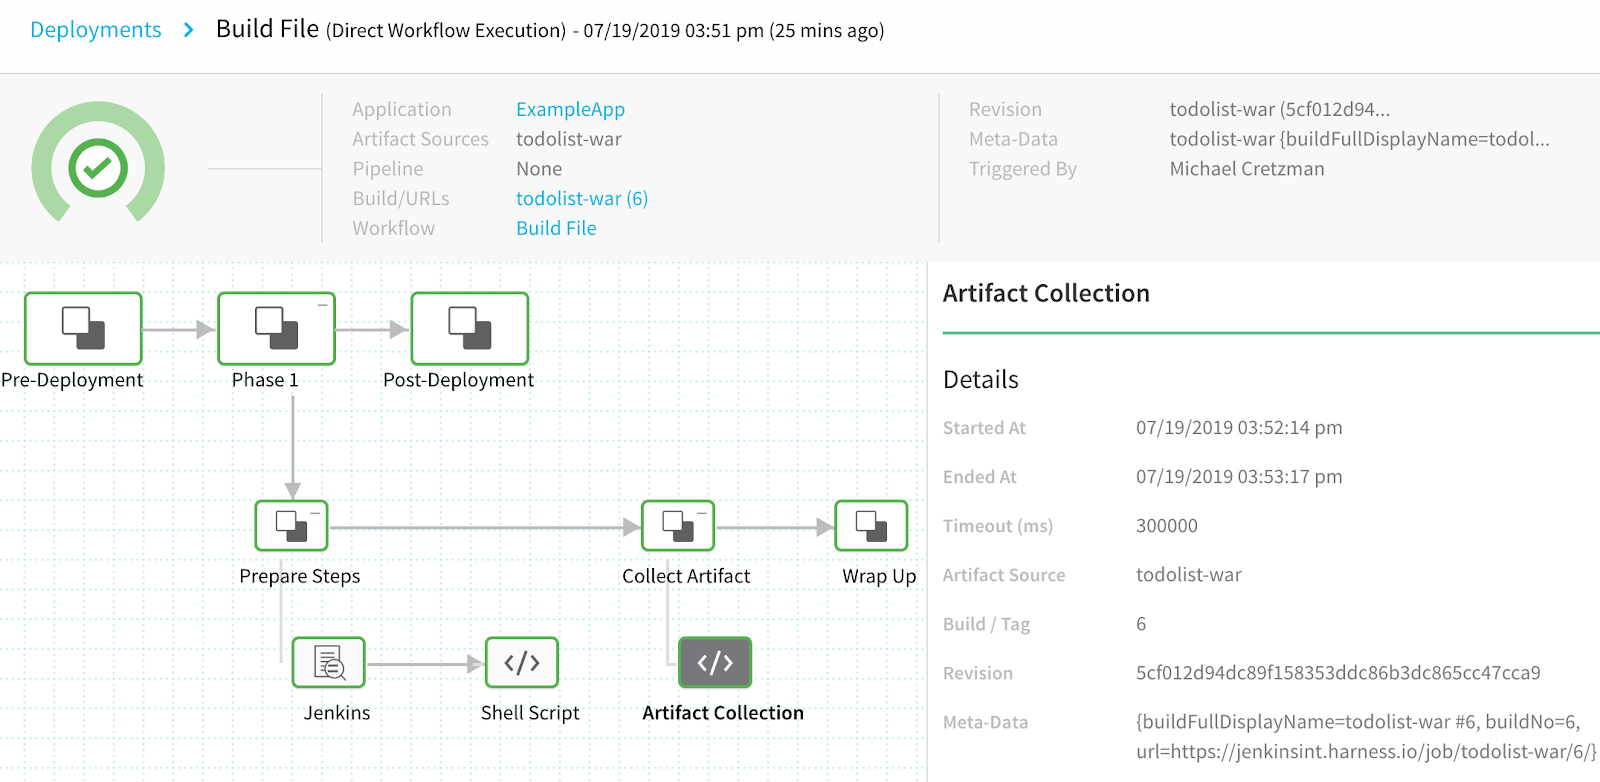 Deployments > Build File (Direct Workflow Execution) - 07/19/2019 03:51 pm (25 mins ago)
Application ExampleApp
Artifact Sources todolist-war
Pipeline None
Build/URLs todolist-war (6)
Workflow Build File
Revision todolist-war (5cf012d94...
Meta-Data todolist-war {buildFullDisplayName=todol...
Triggered By Michael Cretzman
Pre-Deployment
Phase 1
Post-Deployment
Prepare Steps
Collect Artifact
Wrap Up
Jenkins
Shell Script
Artifact Collection
Artifact Collection
Details
Started At 07/19/2019 03:52:14 pm
Ended At 07/19/2019 03:53:17 pm
Timeout (ms) 300000
Artifact Source todolist-war
Build / Tag 6
Revision 5cf012d94dc89f158353ddc86b3dc865cc47cca9
Meta-Data {buildFullDisplayName=todolist-war #6, buildNo=6,
url=https://jenkinsint.harness.io/job/todolist-war/6/}